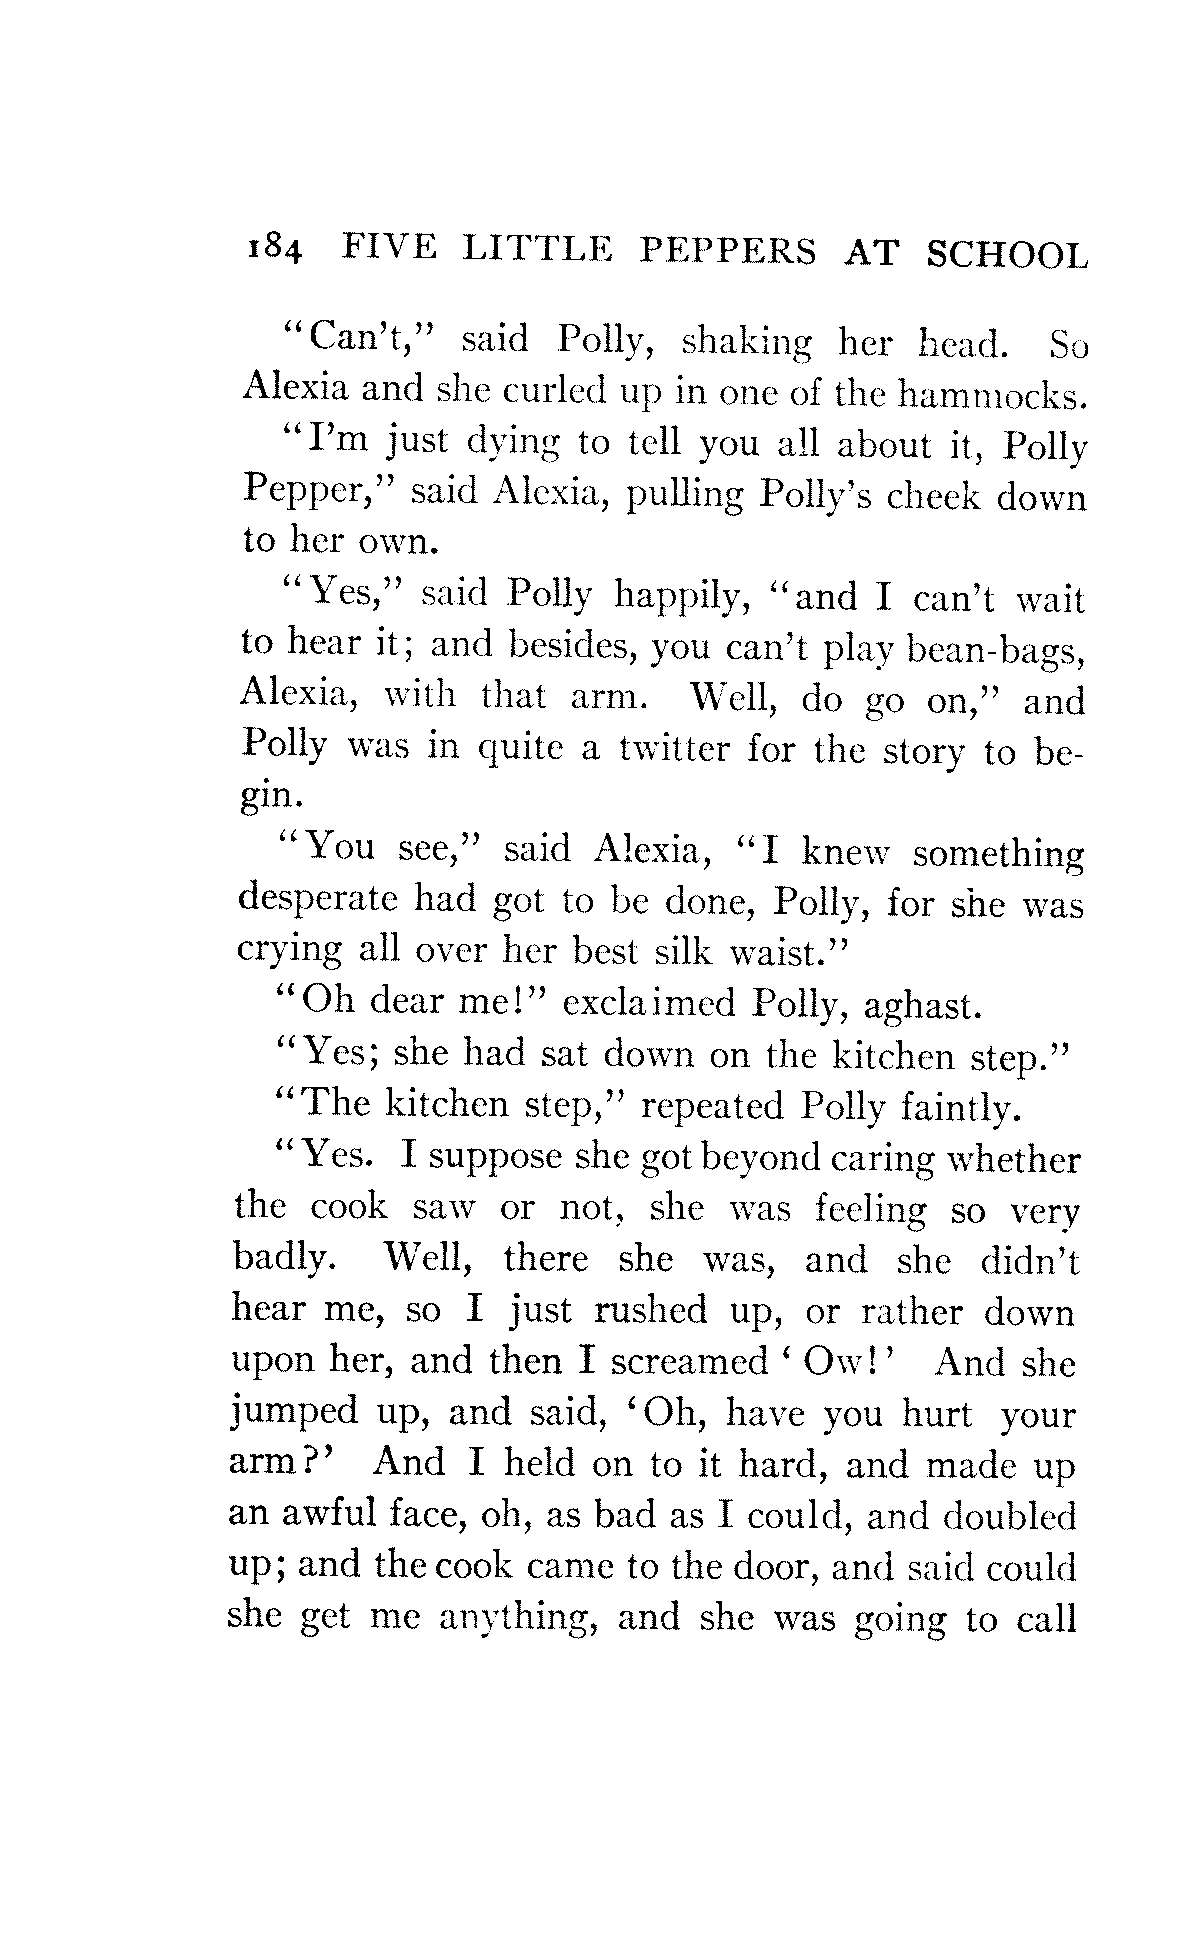 184 FIVE LITTLE PEPPERS AT SCHOOL
"Can't," said Polly, shaking her head. So
Alexia and she curled up in one of the hammocks.
"I'm just dying to tell you all about it, Polly
Pepper," said Alexia, pulling Polly's cheek down
to her own.
"Yes," said Polly happily, "and I can't wait
to hear it; and besides, you can't play bean-bags,
Alexia, with that arm. Well, do go on," and
Polly was in quite a twitter for the story to be-
gin.
"You see," said Alexia, "I knew something
desperate had got to be done, Polly, for she was
crying all over her best silk waist."
"Oh dear me!" exclaimed Polly, aghast.
"Yes; she had sat down on the kitchen step."
"The kitchen step," repeated Polly faintly.
"Yes. I suppose she got beyond caring whether
the cook saw or not, she was feeling so very
badly. Well, there she was, and she didn't
hear me, so I just rushed up, or rather down
upon her, and then I screamed ' Ow!' And she
jumped up, and said, 'Oh, have you hurt your
arm?' And I held on to it hard, and made up
an awful face, oh, as bad as I could, and doubled
up; and the cook came to the door, and said could
she get me anything, and she was going to call